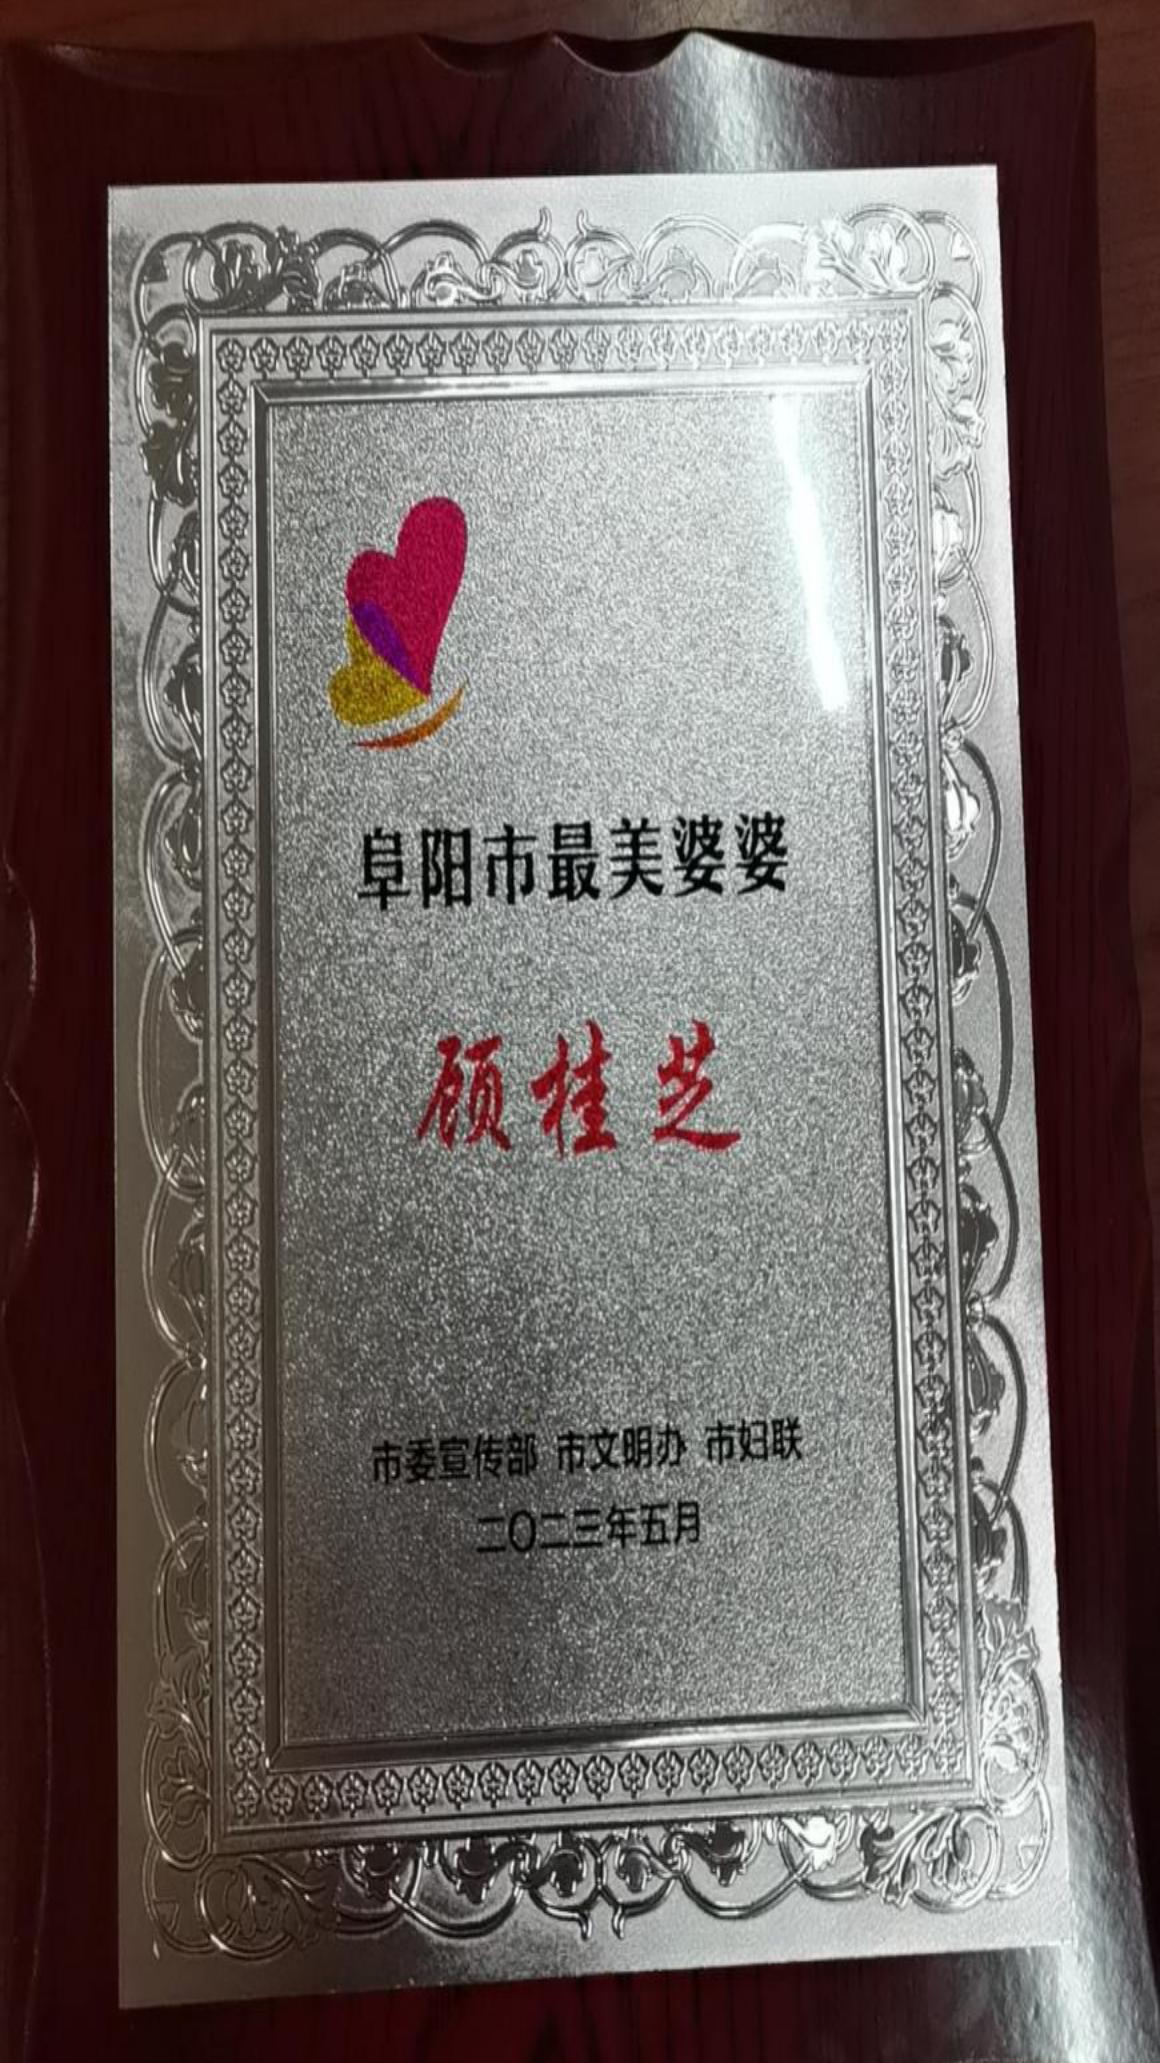 阜阳市最美婆婆
顾桂芝
市委宣传部 市文明办 市妇联
二〇二三年五月